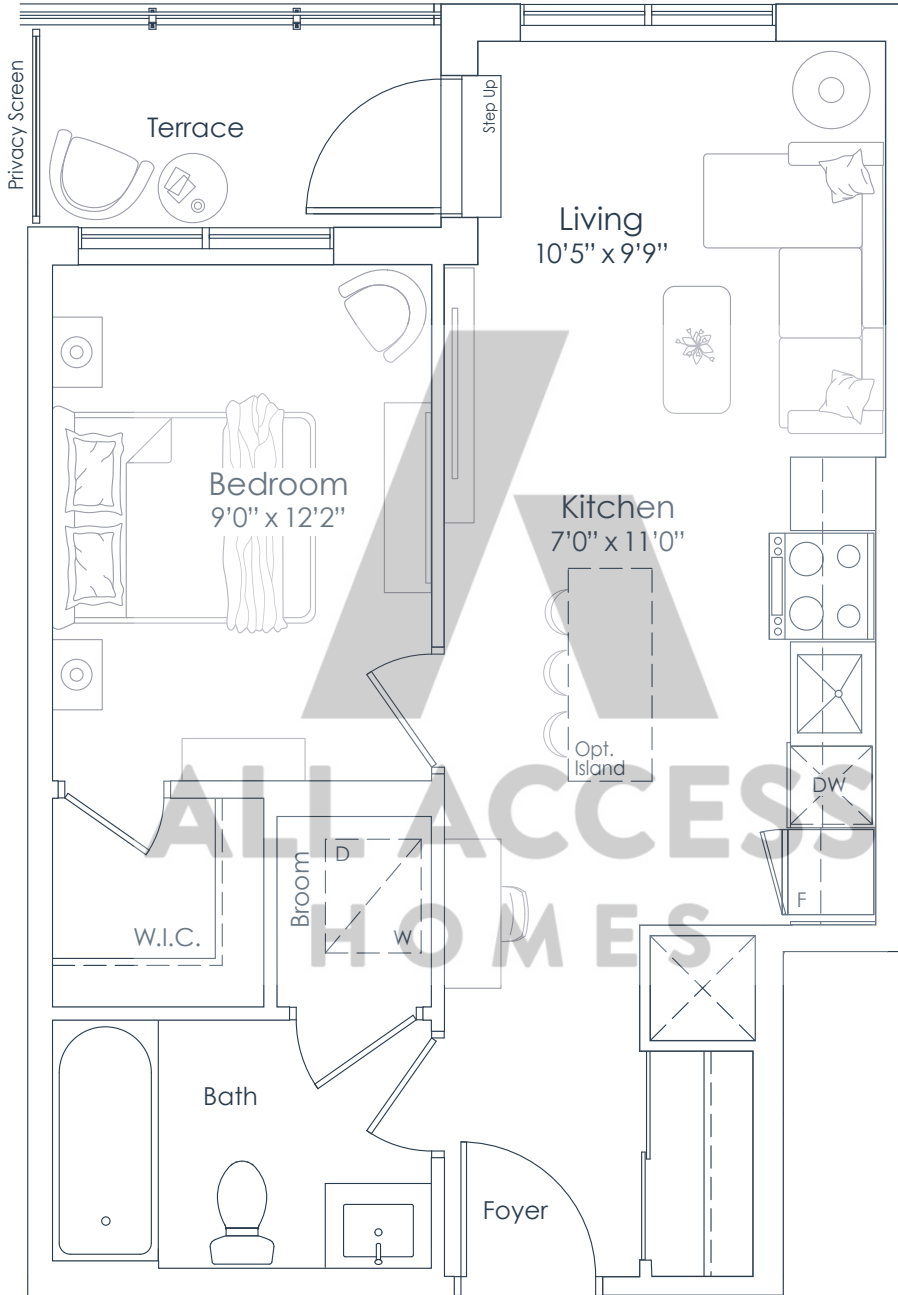 Privacy Screen
Terrace
Step Up
Living
10'5” x 9'9”
Bedroom
9'0” x 12'2”
Kitchen
7'0” x 11'0”
Opt.
Island
DW
ALL ACCESS
HOMES
D
Broom
W
F
W.I.C.
Bath
Foyer